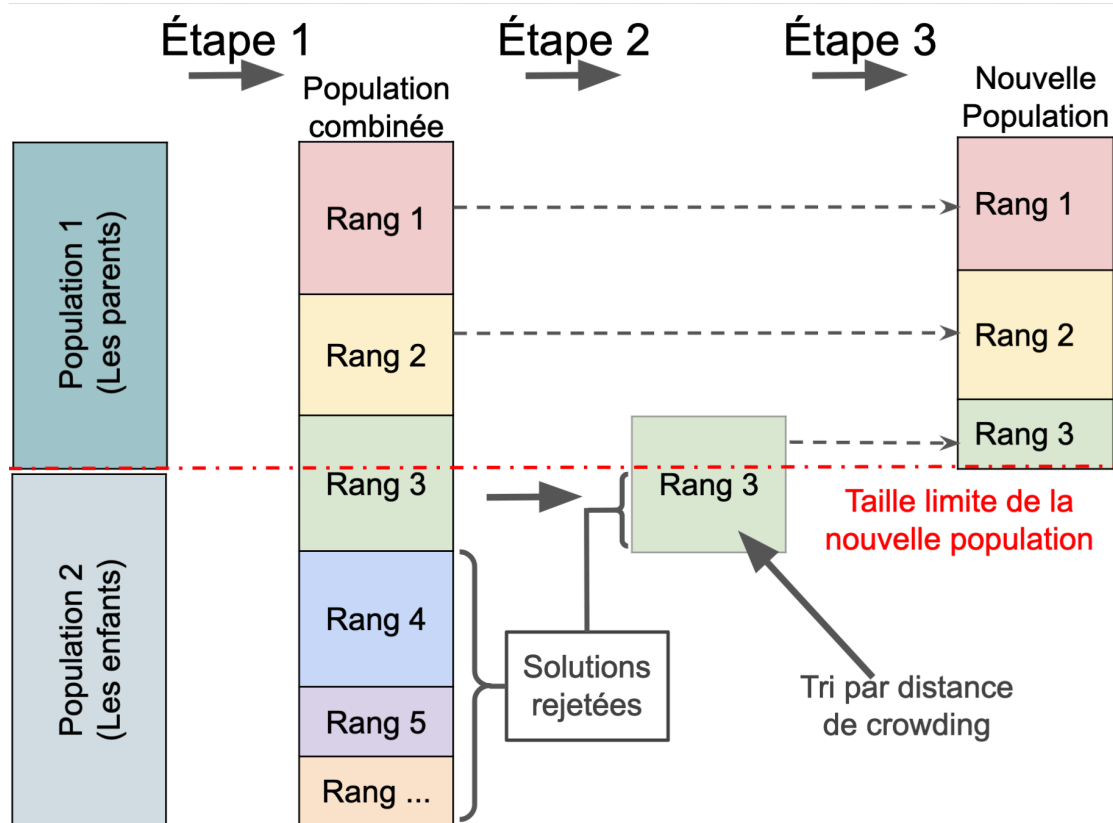 Étape 1
Étape 2
Étape 3
Population
combinée
Nouvelle
Population
Population 1
(Les parents)
Population 2
(Les enfants)
Rang 1
Rang 2
Rang 3
Rang 4
Rang 5
Rang ...
Rang 3
Solutions
rejetées
Tri par distance
de crowding
Rang 1
Rang 2
Rang 3
Taille limite de la
nouvelle population